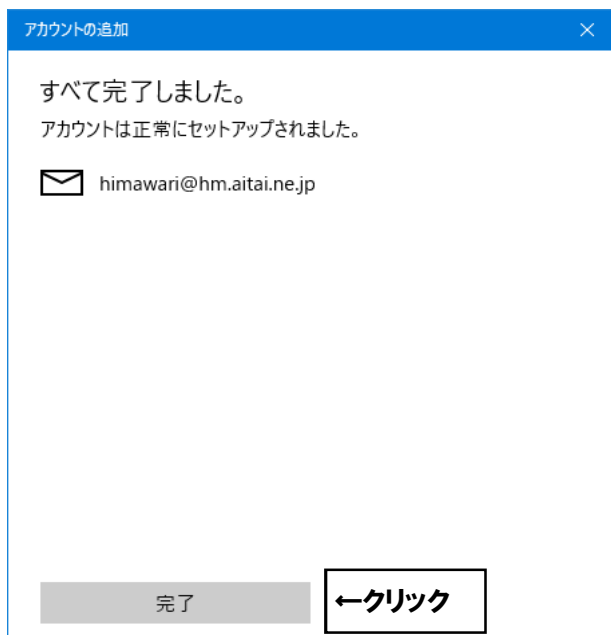 アカウントの追加
すべて完了しました。
アカウントは正常にセットアップされました。
himawari@hm.aitai.ne.jp
完了
←クリック